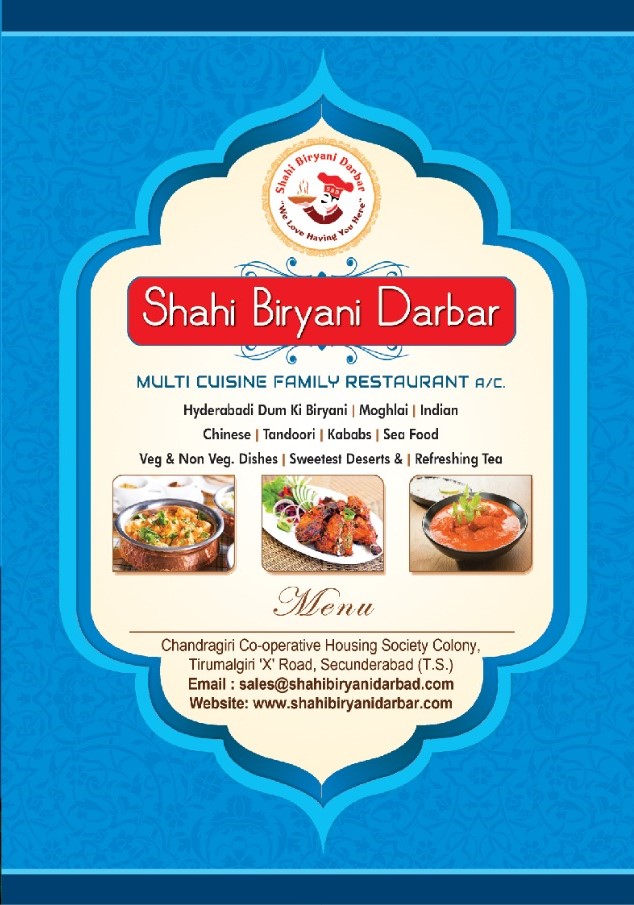 Shahi Biryani Darbar
SBD
"We Love Having You Here"
Shahi Biryani Darbar
MULTI CUISINE FAMILY RESTAURANT A/C.
Hyderabadi Dum Ki Biryani | Moghlai | Indian
Chinese | Tandoori | Kababs | Sea Food
Veg & Non Veg. Dishes | Sweetest Deserts & | Refreshing Tea
Menu
Chandragiri Co-operative Housing Society Colony,
Tirumalgiri 'X' Road, Secunderabad (T.S.)
Email : sales@shahibiryanidarbad.com
Website: www.shahibiryanidarbar.com